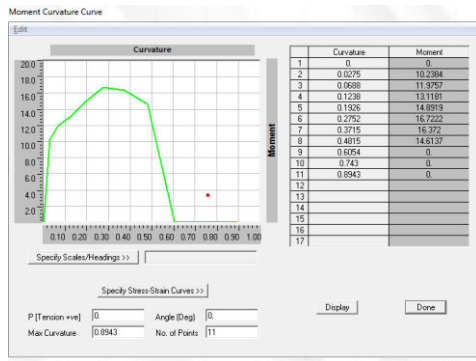 Moment Curvature Curve
Edit
Curvature
20.0
18.0
16.0
14.0
12.0
10.0
8.0
6.0
4.0
2.0
0.10 0.20 0.30 0.40 0.50 0.60 0.70 0.80 0.90 1.00
Moment
Specify Scales/Headings >>
Specify Stress-Strain Curves >>
P [Tension +ve] 0. Angle (Deg) 0.
Max Curvature 0.8943 No. of Points 11
Curvature Moment
1 0. 0.
2 0.0275 10.2384
3 0.0688 11.9757
4 0.1238 13.1181
5 0.1926 14.8919
6 0.2752 16.7222
7 0.3715 16.372
8 0.4815 14.6137
9 0.6054 0.
10 0.743 0.
11 0.8943 0.
12
13
14
15
16
17
Display Done